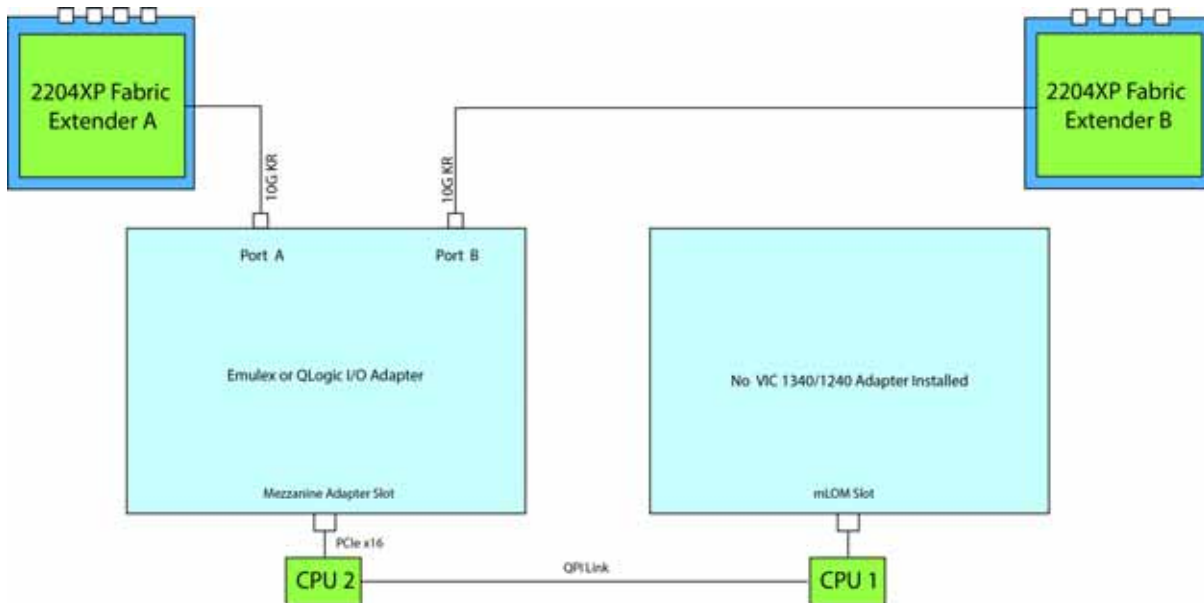 2204XP Fabric
Extender A
2204XP Fabric
Extender B
10G KR
10G KR
Port A
Port B
Emulex or QLogic I/O Adapter
No VIC 1340/1240 Adapter Installed
Mezzanine Adapter Slot
mLOM Slot
PCIe x16
CPU 2
QPI Link
CPU 1